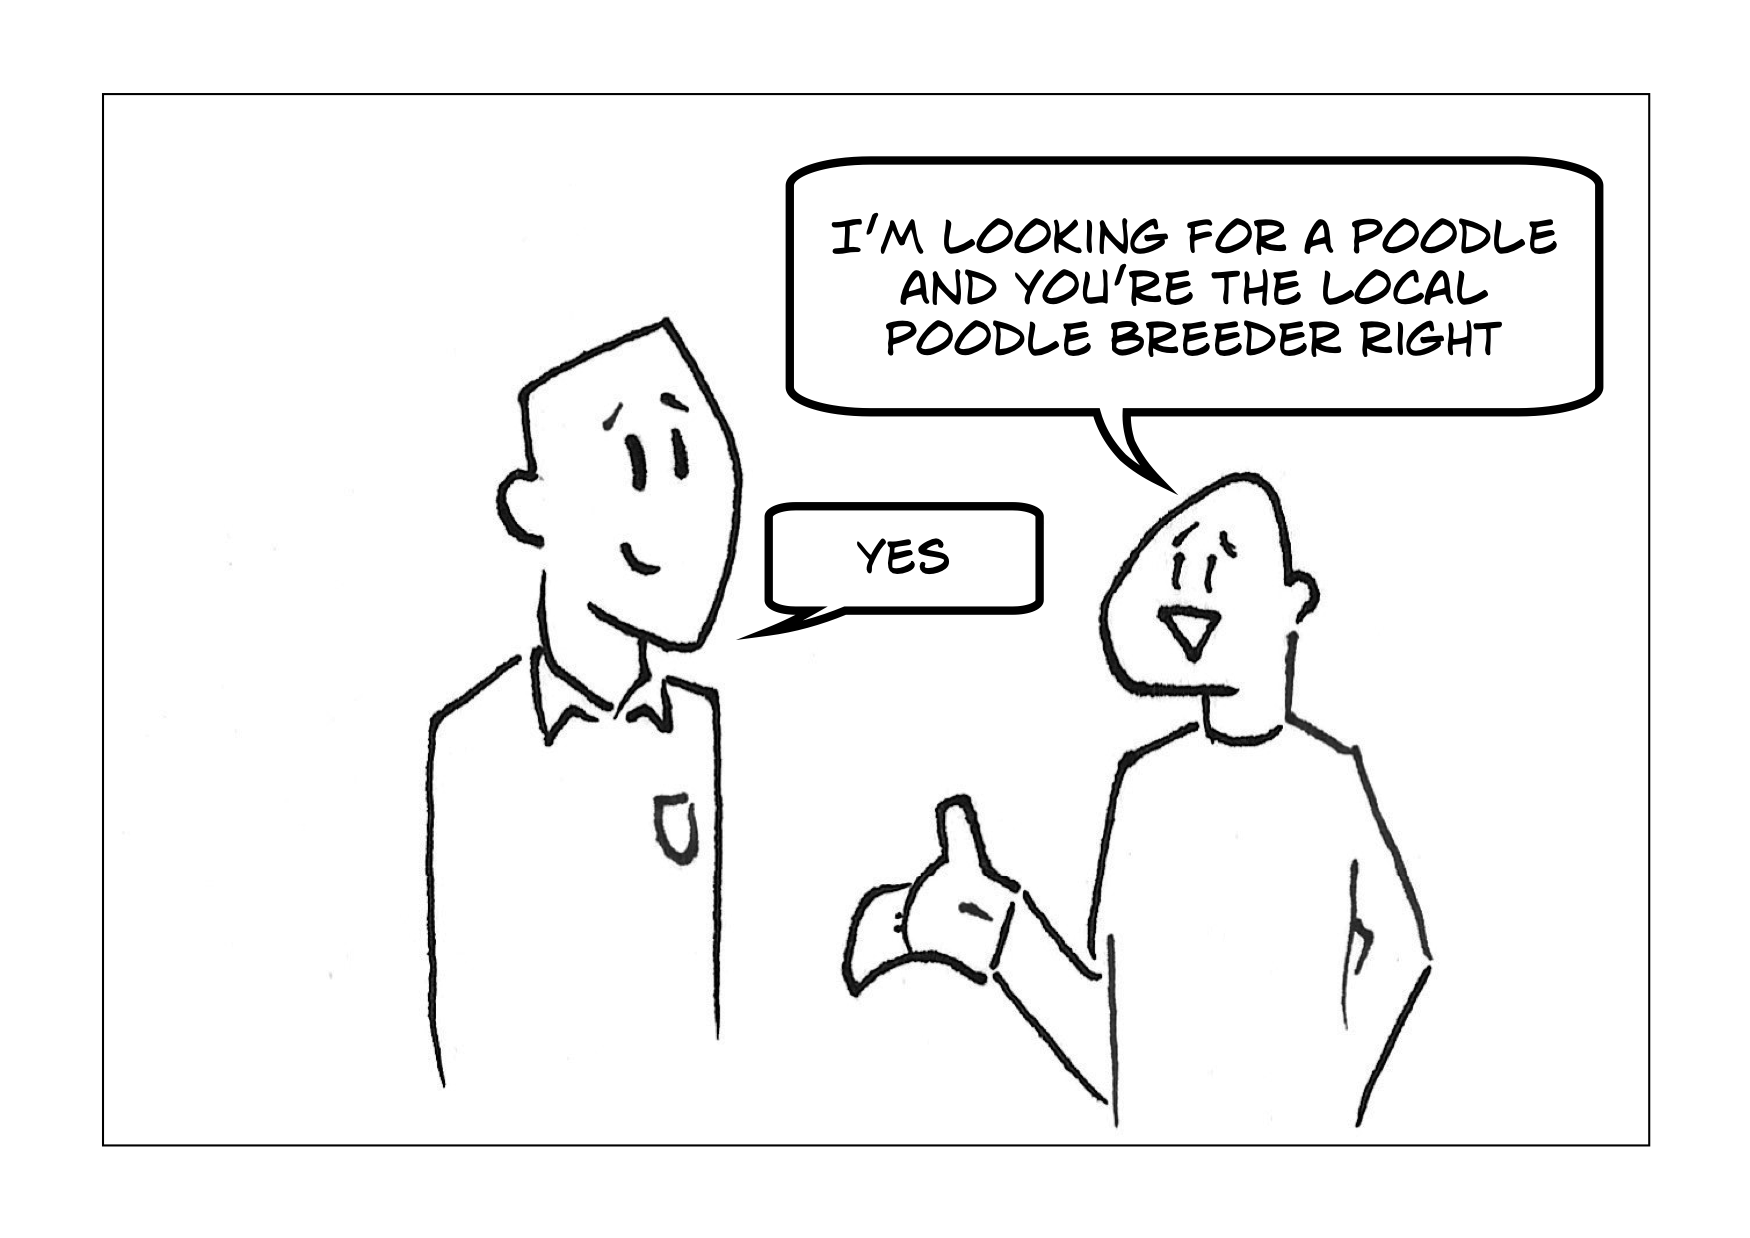 I'M LOOKING FOR A POODLE
AND YOU'RE THE LOCAL
POODLE BREEDER RIGHT
YES